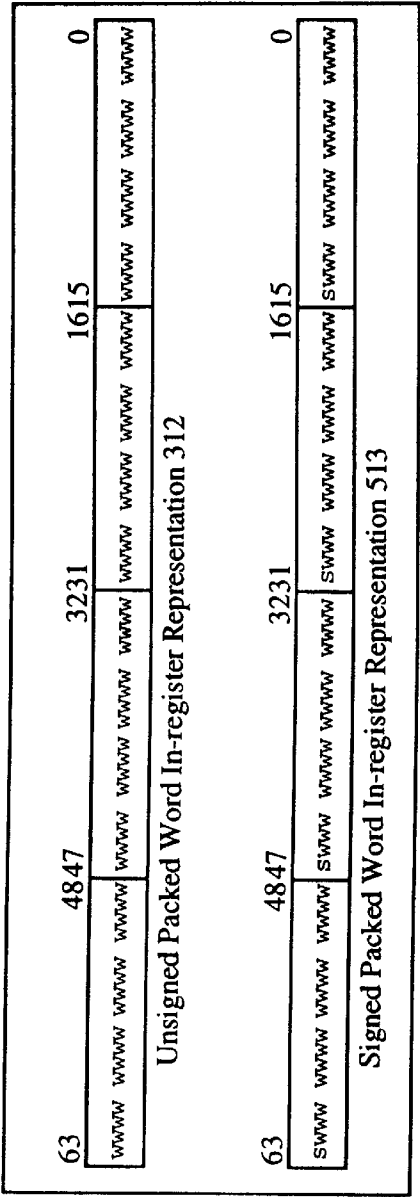 63 4847 3231 1615 0
wwww wwww wwww wwww wwww wwww wwww wwww wwww wwww wwww wwww wwww wwww wwww wwww
Unsigned Packed Word In-register Representation 312
63 4847 3231 1615 0
swww wwww wwww wwww swww wwww wwww wwww swww wwww wwww wwww swww wwww wwww wwww
Signed Packed Word In-register Representation 513